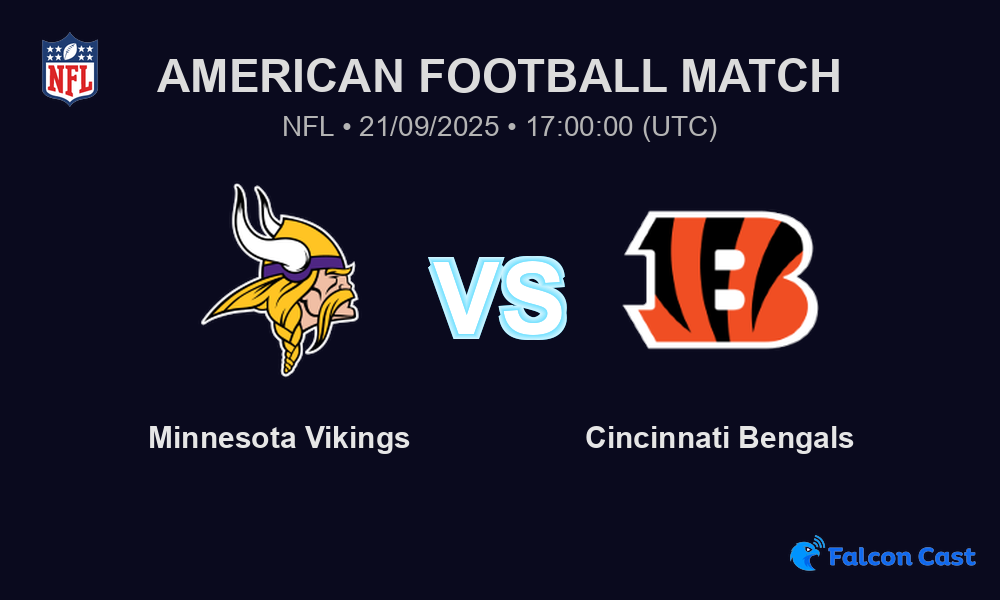 NFL
AMERICAN FOOTBALL MATCH
NFL • 21/09/2025 • 17:00:00 (UTC)
VS
B
Minnesota Vikings
Cincinnati Bengals
Falcon Cast